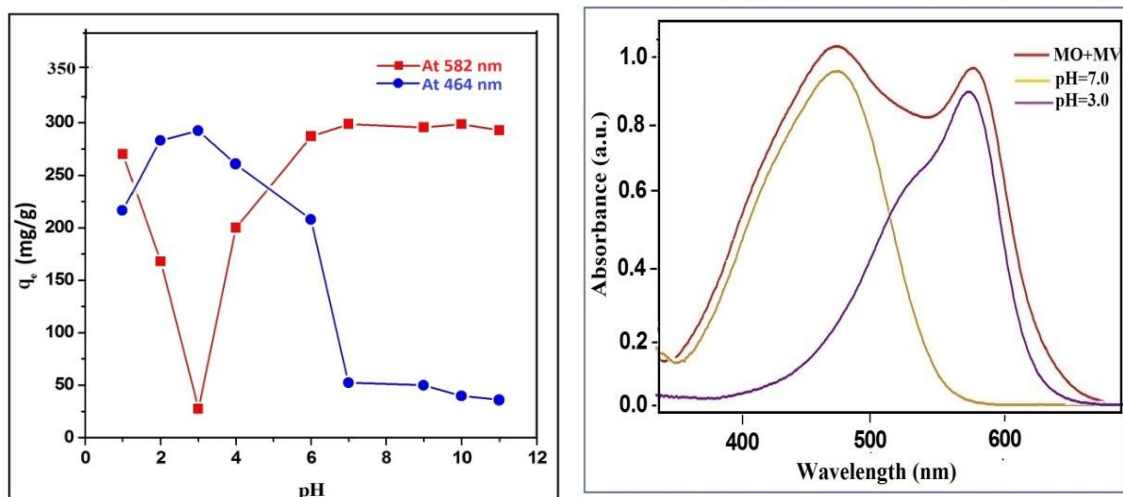 350
300
250
200
150
100
50
0
qe (mg/g)
At 582 nm
At 464 nm
0 2 4 6 8 10 12
pH
1.0
0.8
0.6
0.4
0.2
0.0
Absorbance (a.u.)
MO+MV
pH=7.0
pH=3.0
400 500 600
Wavelength (nm)